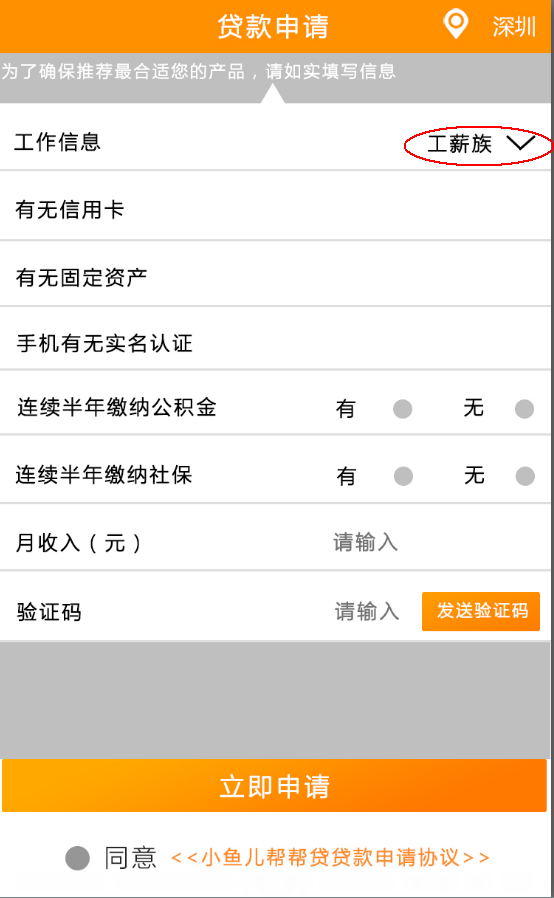 贷款申请 深圳
为了确保推荐最合适您的产品，请如实填写信息
工作信息 工薪族
有无信用卡
有无固定资产
手机有无实名认证
连续半年缴纳公积金 有 无
连续半年缴纳社保 有 无
月收入（元） 请输入
验证码 请输入 发送验证码
立即申请
同意 <<小鱼儿帮帮贷贷款申请协议>>